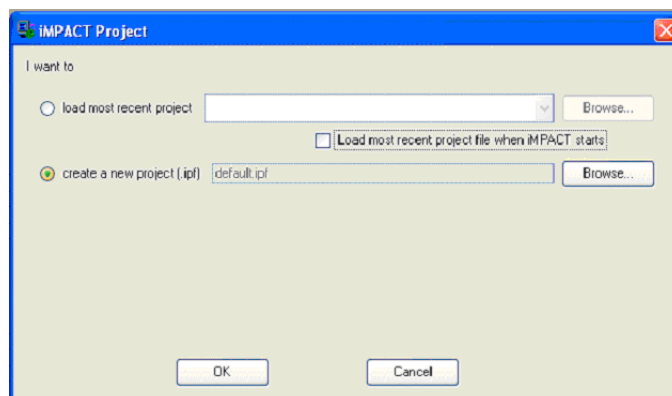 iMPACT Project
I want to
load most recent project
Browse...
Load most recent project file when iMPACT starts
create a new project (.ipf)
default.ipf
Browse...
OK
Cancel